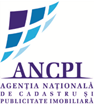 ANCPI
AGENȚIA NAȚIONALĂ
DE CADASTRU ȘI
PUBLICITATE IMOBILIARĂ